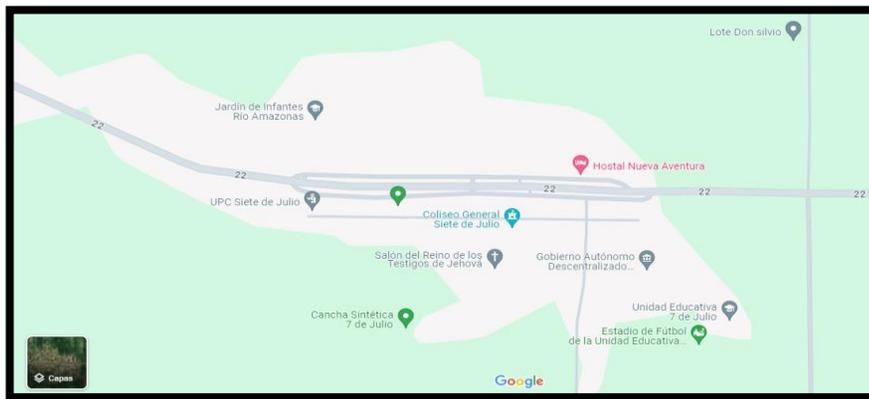 Lote Don silvio
Jardín de Infantes
Río Amazonas
22
Hostal Nueva Aventura
22
22
22
22
UPC Siete de Julio
Coliseo General
Siete de Julio
Salón del Reino de los
Testigos de Jehová
Gobierno Autónomo
Descentralizado...
Cancha Sintética
7 de Julio
Unidad Educativa
7 de Julio
Estadio de Fútbol
de la Unidad Educativa...
Capas
Google